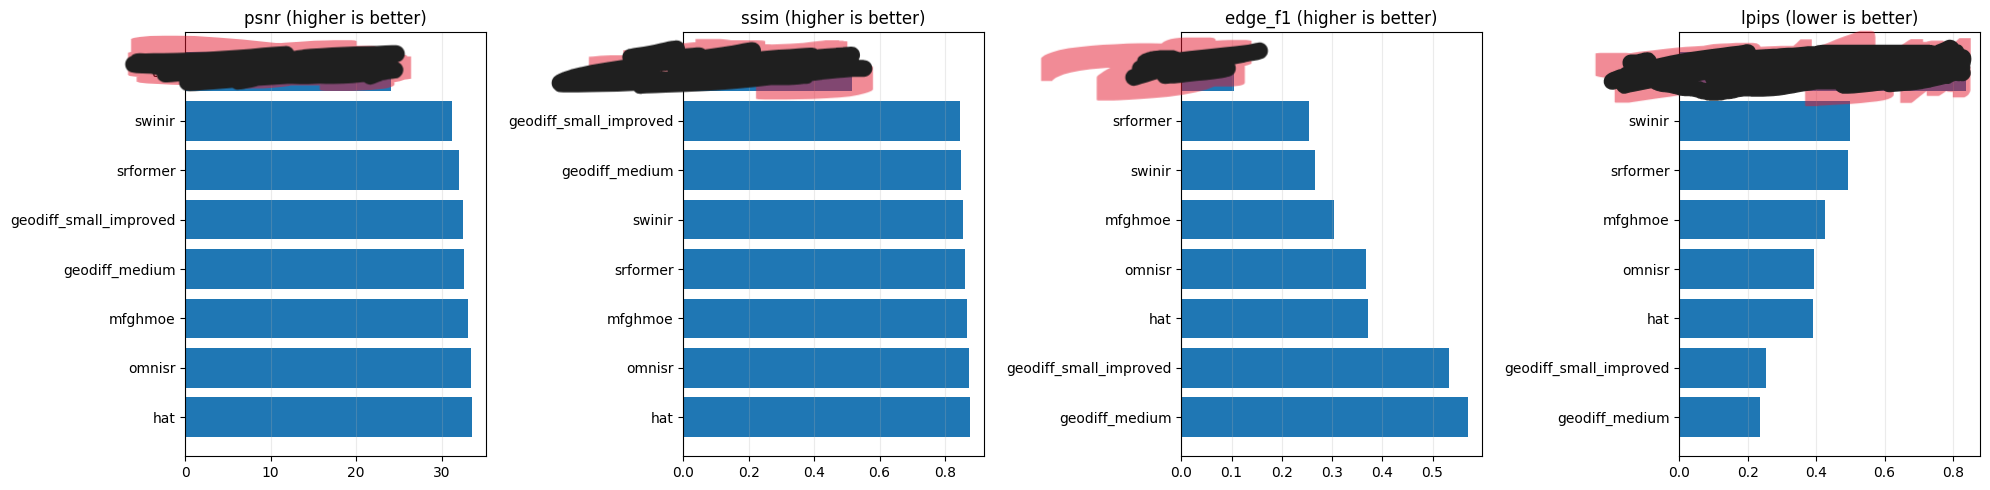 psnr (higher is better)
swinir
srformer
geodiff_small_improved
geodiff_medium
mfghmoe
omnisr
hat
0 10 20 30
ssim (higher is better)
geodiff_small_improved
geodiff_medium
swinir
srformer
mfghmoe
omnisr
hat
0.0 0.2 0.4 0.6 0.8
edge_f1 (higher is better)
srformer
swinir
mfghmoe
omnisr
hat
geodiff_small_improved
geodiff_medium
0.0 0.1 0.2 0.3 0.4 0.5
lpips (lower is better)
swinir
srformer
mfghmoe
omnisr
hat
geodiff_small_improved
geodiff_medium
0.0 0.2 0.4 0.6 0.8